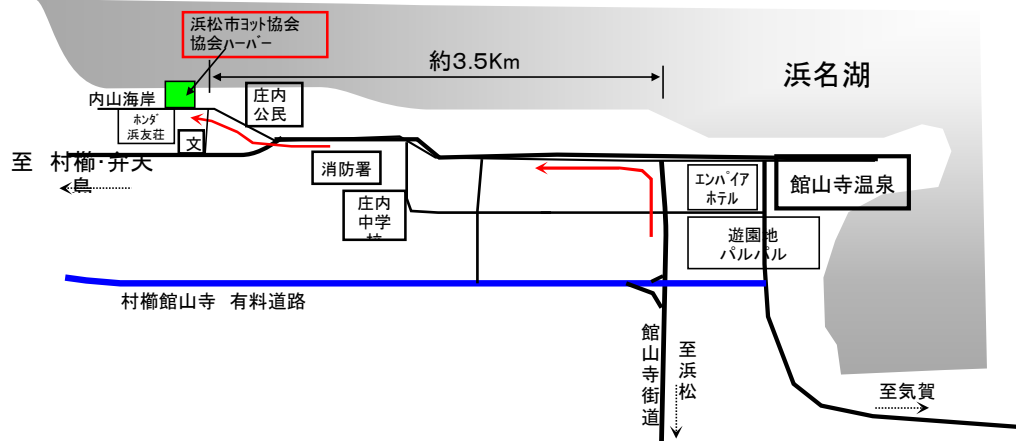 浜松市ﾖｯﾄ協会
協会ﾊｰﾊﾞｰ
約3.5Km
浜名湖
内山海岸
庄内
公民
ﾎﾝﾀﾞ
浜友荘
文
至 村櫛･弁天
島
消防署
庄内
中学
校
エンパイア
ホテル
館山寺温泉
遊園地
パルパル
村櫛館山寺 有料道路
館山寺街道
至浜松
至気賀